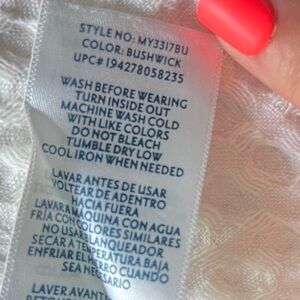 STYLE NO: MY3317BU
COLOR: BUSHWICK
UPC# 194278058235
WASH BEFORE WEARING
TURN INSIDE OUT
MACHINE WASH COLD
WITH LIKE COLORS
DO NOT BLEACH
TUMBLE DRY LOW
COOL IRON WHEN NEEDED
LAVAR ANTES DE USAR
VOLTEAR DE ADENTRO
HACIA FUERA
LAVAR A MAQUINA CON AGUA
FRÍA CON COLORES SIMILARES
NO USAR BLANQUEADOR
SECAR A TEMPERATURA BAJA
ENFRIAR EL HIERRO CUANDO
SEA NECESARIO
LAVER AVANT